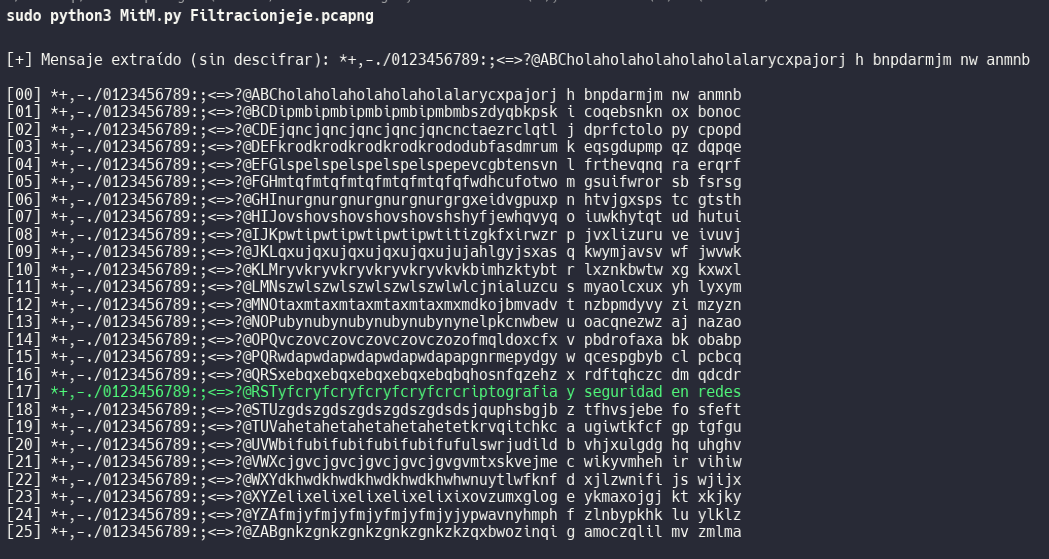 sudo python3 MitM.py Filtracionjeje.pcapng
[+] Mensaje extraído (sin descifrar): *+,-./0123456789:;<=>?@ABCholaholaholaholaholalarycxpajorj h bnpdarmjm nw anmnb
[00] *+,-./0123456789:;<=>?@ABCholaholaholaholaholalarycxpajorj h bnpdarmjm nw anmnb
[01] *+,-./0123456789:;<=>?@BCDipmbipmbipmbipmbipmbmbszdyqbkpsk i coqebsnkn ox bonoc
[02] *+,-./0123456789:;<=>?@CDEjqncjqncjqncjqncjqncnctaezrclqtl j dprfctolo py cpopd
[03] *+,-./0123456789:;<=>?@DEFkrodkrodkrodkrodkrododubfasdmrum k eqsgdupmp qz dqpqe
[04] *+,-./0123456789:;<=>?@EFGlspelspelspelspelspepevcgbtensvn l frthevqnq ra erqrf
[05] *+,-./0123456789:;<=>?@FGHmtqfmtqfmtqfmtqfmtqfqfwdhcufotwo m gsuifwror sb fsrsg
[06] *+,-./0123456789:;<=>?@GHInurgnurgnurgnurgnurgrgxeidvgpuxp n htvjgxsps tc gtsth
[07] *+,-./0123456789:;<=>?@HIJovshovshovshovshovshshyfjewhqvyq o iuwkhytqt ud hutui
[08] *+,-./0123456789:;<=>?@IJKpwtipwtipwtipwtipwtitizgkfxirwzr p jvxlizuru ve ivuvj
[09] *+,-./0123456789:;<=>?@JKLqxujqxujqxujqxujqxujujahlgyjsxas q kwymjavsv wf jwvwk
[10] *+,-./0123456789:;<=>?@KLMryvkryvkryvkryvkryvkvkbimhzktybt r lxznkbwtw xg kxwxl
[11] *+,-./0123456789:;<=>?@LMNszwlszwlszwlszwlszwlwlcjnialuzcu s myaolcxux yh lyxym
[12] *+,-./0123456789:;<=>?@MNOtaxmtaxmtaxmtaxmtaxmxmdkojbmvadv t nzbpmdyvy zi mzyzn
[13] *+,-./0123456789:;<=>?@NOPubynubynubynubynubynynelpkcnwbew u oacqnezwz aj nazao
[14] *+,-./0123456789:;<=>?@OPQvczovczovczovczovczozofmqldoxcfx v pbdrofaxa bk obabp
[15] *+,-./0123456789:;<=>?@PQRwdapwdapwdapwdapwdapapgnrmepydgy w qcespgbyb cl pcbcq
[16] *+,-./0123456789:;<=>?@QRSxebqxebqxebqxebqxebqbqhosnfqzehz x rdftqhczc dm qdcdr
[17] *+,-./0123456789:;<=>?@RSTyfcryfcryfcryfcryfcrcriptografia y seguridad en redes
[18] *+,-./0123456789:;<=>?@STUzgdszgdszgdszgdszgdsdsjquphsbgjb z tfhvsjebe fo sfeft
[19] *+,-./0123456789:;<=>?@TUVahetahetahetahetahetetkrvqitchkc a ugiwtkfcf gp tgfgu
[20] *+,-./0123456789:;<=>?@UVWbifubifubifubifubifufulswrjudild b vhjxulgdg hq uhghv
[21] *+,-./0123456789:;<=>?@VWXcjgvcjgvcjgvcjgvcjgvgvmtxskvejme c wikyvmheh ir vihiw
[22] *+,-./0123456789:;<=>?@WXYdkhwdkhwdkhwdkhwdkhwhwnuytlwfknf d xjlzwnifi js wjijx
[23] *+,-./0123456789:;<=>?@XYZelixelixelixelixelixixovzumxglog e ykmaxojgj kt xkjky
[24] *+,-./0123456789:;<=>?@YZAfmjyfmjyfmjyfmjyfmjyjypwavnyhmph f zlnbypkhk lu ylklz
[25] *+,-./0123456789:;<=>?@ZABgnkzgnkzgnkzgnkzgnkzkzqxbwozinqi g amoczqlil mv zmlma